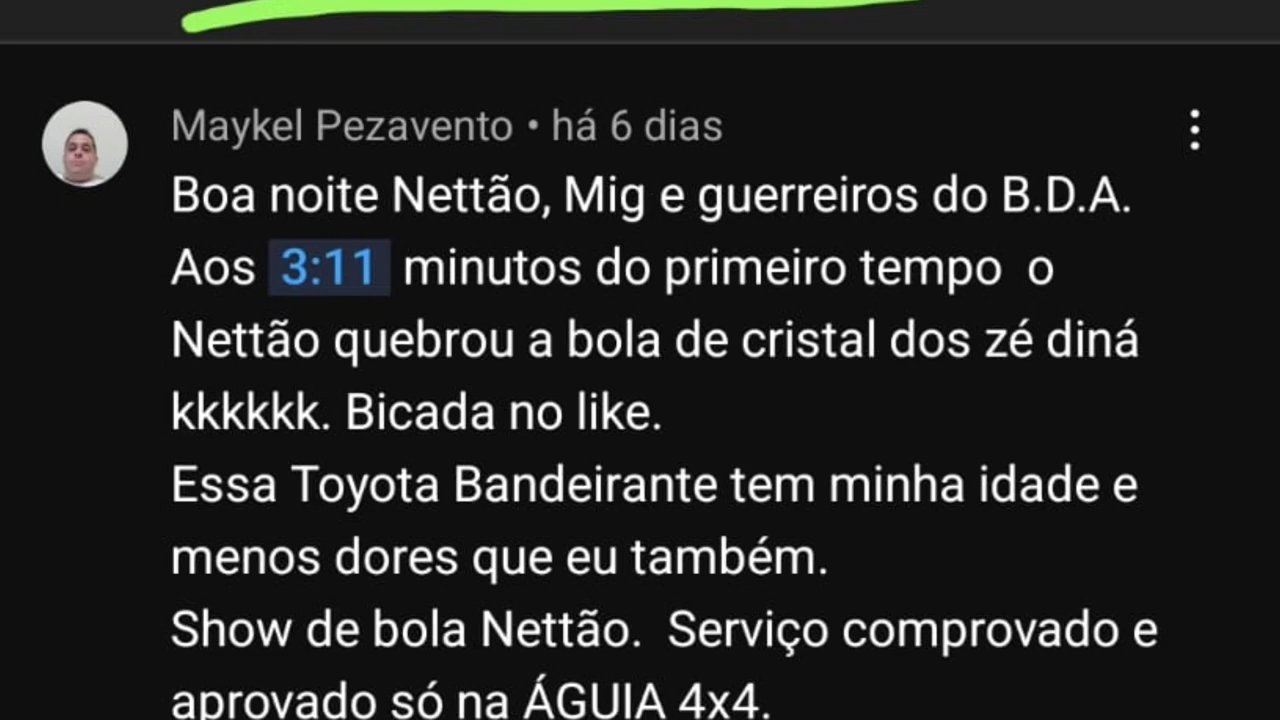 Maykel Pezavento • há 6 dias
Boa noite Nettão, Mig e guerreiros do B.D.A.
Aos 3:11 minutos do primeiro tempo  o
Nettão quebrou a bola de cristal dos zé diná
kkkkkk. Bicada no like.
Essa Toyota Bandeirante tem minha idade e
menos dores que eu também.
Show de bola Nettão.  Serviço comprovado e
aprovado só na ÁGUIA 4x4.